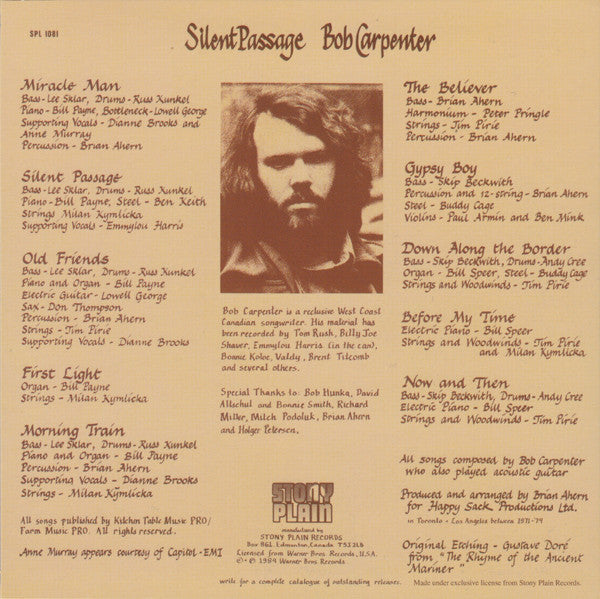 SPL 1081
Silent Passage Bob Carpenter
Miracle Man
Bass - Lee Sklar, Drums - Russ Kunkel
Piano - Bill Payne, Bottleneck - Lowell George
Supporting Vocals - Dianne Brooks and
Anne Murray
Percussion - Brian Ahern
Silent Passage
Bass - Lee Sklar, Drums - Russ Kunkel
Piano - Bill Payne, Steel - Ben Keith
Strings Milan Kymlicka
Supporting Vocals - Emmylou Harris
Old Friends
Bass - Lee Sklar, Drums - Russ Kunkel
Piano and Organ - Bill Payne
Electric Guitar - Lowell George
Sax - Don Thompson
Percussion - Brian Ahern
Strings - Jim Pirie
Supporting Vocals - Dianne Brooks
First Light
Organ - Bill Payne
Strings - Milan Kymlicka
Morning Train
Bass - Lee Sklar, Drums - Russ Kunkel
Piano and Organ - Bill Payne
Percussion - Brian Ahern
Supporting Vocals - Dianne Brooks
Strings - Milan Kymlicka
All songs published by Kitchen Table Music PRO/
Farm Music PRO. All rights reserved.
Anne Murray appears courtesy of Capitol-EMI
Bob Carpenter is a reclusive West Coast
Canadian songwriter. His material has
been recorded by Tom Rush, Billy Joe
Shaver, Emmylou Harris (in the can),
Bonnie Koloc, Valdy, Brent Titcomb
and several others.
Special Thanks to: Bob Hunka, David
Altschul and Bonnie Smith, Richard
Miller, Mitch Podolak, Brian Ahern
and Holger Petersen.
STONY
PLAIN
manufactured by
STONY PLAIN RECORDS
Box 861, Edmonton, Canada T5J 2L8
Licensed from Warner Bros Records, U.S.A.
℗ & © 1984 Warner Bros. Records
write for a complete catalogue of outstanding releases.
The Believer
Bass - Brian Ahern
Harmonium - Peter Pringle
Strings - Jim Pirie
Percussion - Brian Ahern
Gypsy Boy
Bass - Skip Beckwith
Percussion and 12-string - Brian Ahern
Steel - Buddy Cage
Violins - Paul Armin and Ben Mink
Down Along the Border
Bass - Skip Beckwith, Drums - Andy Cree
Organ - Bill Speer, Steel - Buddy Cage
Strings and Woodwinds - Jim Pirie
Before My Time
Electric Piano - Bill Speer
Strings and Woodwinds - Jim Pirie
and Milan Kymlicka
Now and Then
Bass - Skip Beckwith, Drums - Andy Cree
Electric Piano - Bill Speer
Strings and Woodwinds - Jim Pirie
All songs composed by Bob Carpenter
who also played acoustic guitar
Produced and arranged by Brian Ahern
for Happy Sack Productions Ltd.
in Toronto - Los Angeles between 1971-'74
Original Etching - Gustave Doré
from "The Rhyme of the Ancient
Mariner"
Made under exclusive license from Stony Plain Records.